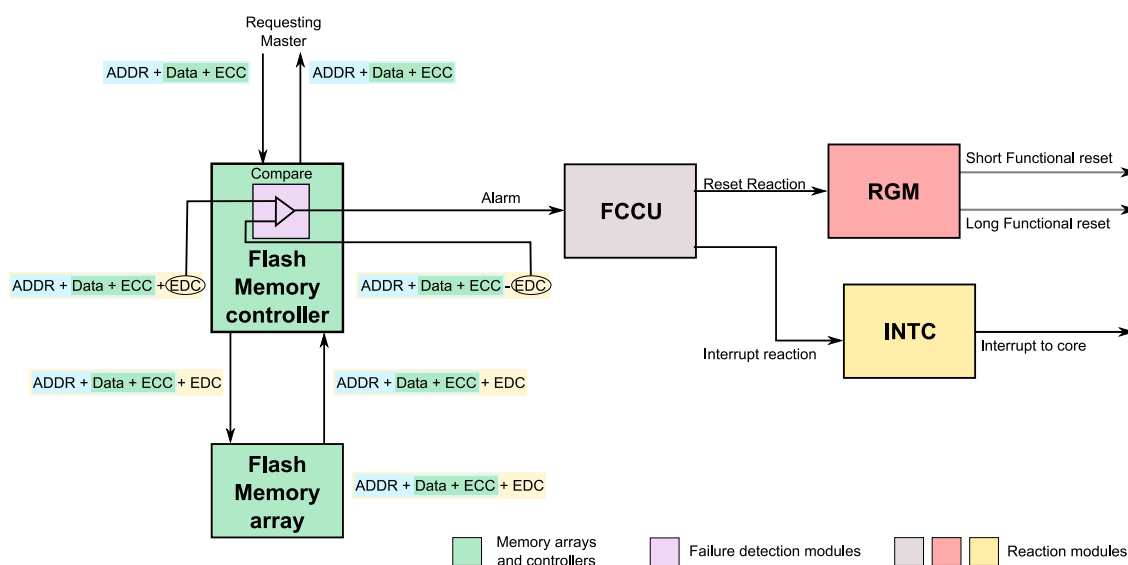 Requesting
Master
ADDR + Data + ECC
ADDR + Data + ECC
Compare
Alarm
Flash
Memory
controller
ADDR + Data + ECC +EDC
ADDR + Data + ECC -EDC
FCCU
Reset Reaction
RGM
Short Functional reset
Long Functional reset
Interrupt reaction
INTC
Interrupt to core
ADDR + Data + ECC + EDC
ADDR + Data + ECC + EDC
Flash
Memory
array
ADDR + Data + ECC + EDC
Memory arrays
and controllers
Failure detection modules
Reaction modules